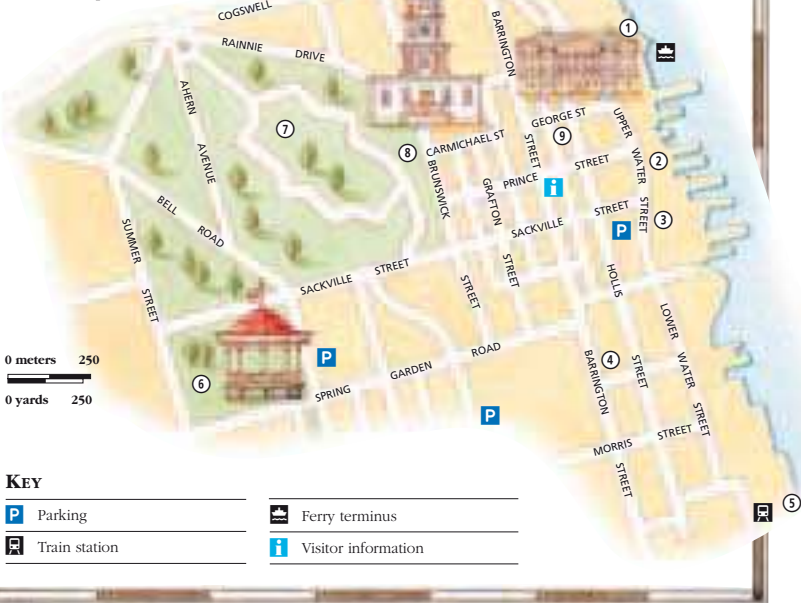 COGSWELL
BARRINGTON
1
RAINNIE DRIVE
AHERN
AVENUE
7
GEORGE ST
UPPER
WATER
STREET
9
CARMICHAEL ST
8
STREET
2
BRUNSWICK
GRAFTON
STREET
PRINCE STREET
i
SACKVILLE STREET
P
3
BELL ROAD
SUMMER
STREET
SACKVILLE STREET
STREET
HOLLIS
STREET
LOWER
WATER
STREET
0 meters 250
0 yards 250
6
P
SPRING GARDEN ROAD
BARRINGTON
STREET
4
P
MORRIS STREET
5
KEY
P Parking
Train station
Ferry terminus
i Visitor information